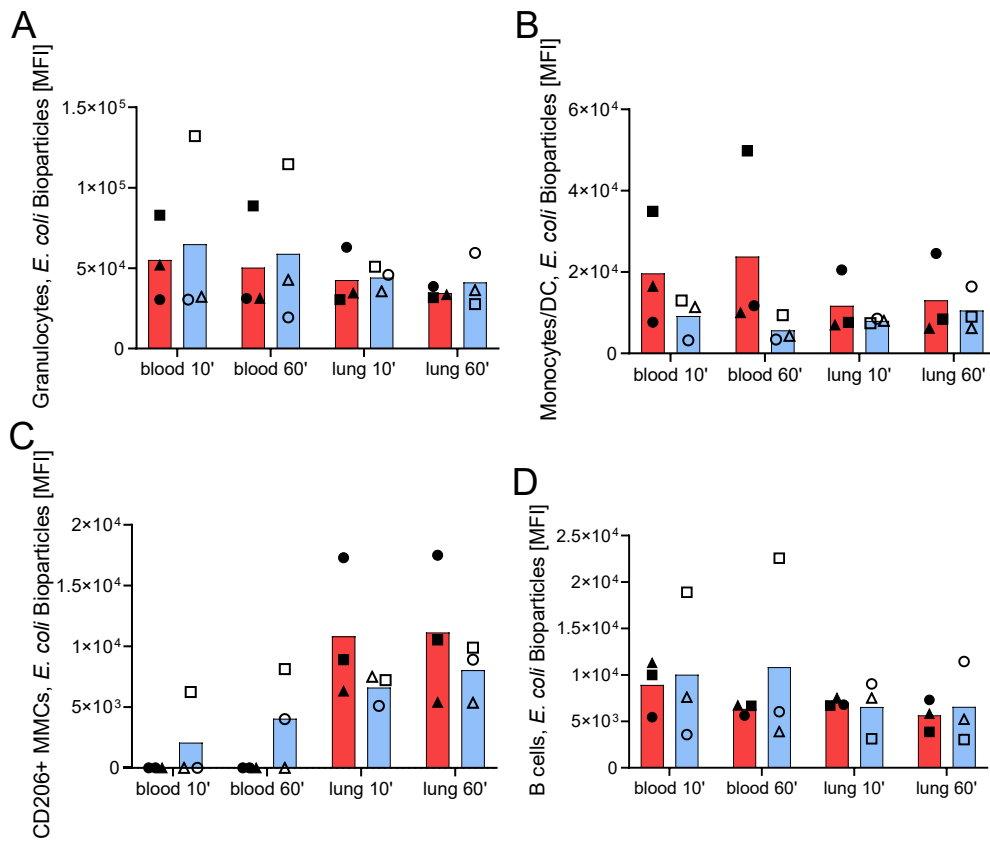 A
Granulocytes, E. coli Bioparticles [MFI]
1.5×10⁵
1×10⁵
5×10⁴
0
blood 10' blood 60' lung 10' lung 60'
B
Monocytes/DC, E. coli Bioparticles [MFI]
6×10⁴
4×10⁴
2×10⁴
0
blood 10' blood 60' lung 10' lung 60'
C
CD206+ MMCs, E. coli Bioparticles [MFI]
2×10⁴
1.5×10⁴
1×10⁴
5×10³
0
blood 10' blood 60' lung 10' lung 60'
D
B cells, E. coli Bioparticles [MFI]
2.5×10⁴
2×10⁴
1.5×10⁴
1×10⁴
5×10³
0
blood 10' blood 60' lung 10' lung 60'